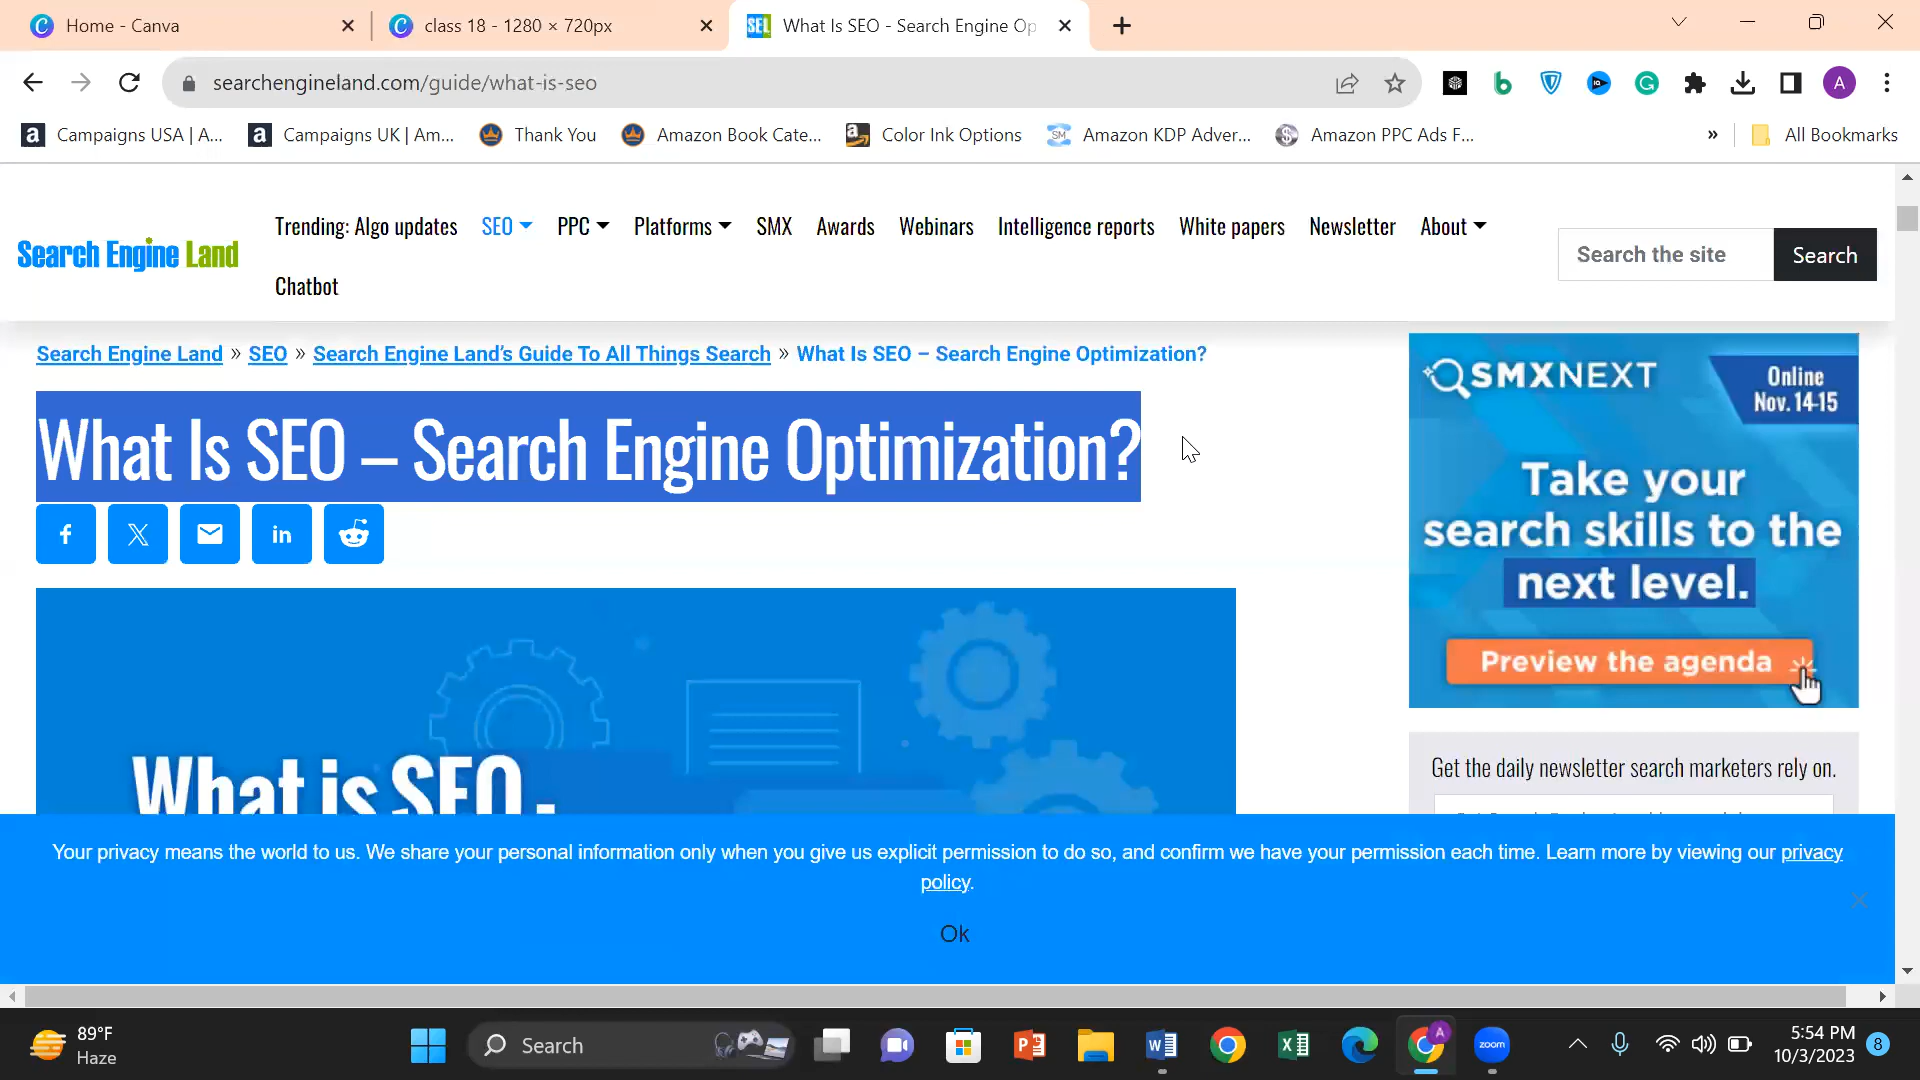 Home - Canva
class 18 - 1280 × 720px
What Is SEO - Search Engine Op
searchengineland.com/guide/what-is-seo
A
Campaigns USA | A...
Campaigns UK | Am...
Thank You
Amazon Book Cate...
Color Ink Options
Amazon KDP Adver...
Amazon PPC Ads F...
»
All Bookmarks
Search Engine Land
Trending: Algo updates
SEO
PPC
Platforms
SMX
Awards
Webinars
Intelligence reports
White papers
Newsletter
About
Chatbot
Search the site
Search
Search Engine Land » SEO » Search Engine Land's Guide To All Things Search » What Is SEO – Search Engine Optimization?
What Is SEO – Search Engine Optimization?
What is SEO -
SMXNEXT
Online
Nov. 14-15
Take your
search skills to the
next level.
Preview the agenda
Get the daily newsletter search marketers rely on.
Your privacy means the world to us. We share your personal information only when you give us explicit permission to do so, and confirm we have your permission each time. Learn more by viewing our privacy
policy.
Ok
89°F
Haze
Search
zoom
5:54 PM
10/3/2023
8